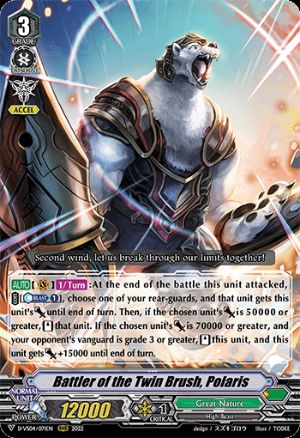 3
GRADE
ACCEL
Second wind, let us break through our limits together!
AUTO 1/Turn :At the end of the battle this unit attacked,
BLAST 1], choose one of your rear-guards, and that unit gets this
unit's until end of turn. Then, if the chosen unit's is 50000 or
greater, that unit. If the chosen unit's is 70000 or greater, and
your opponent's vanguard is grade 3 or greater, this unit, and this
unit gets +15000 until end of turn.
NORMAL UNIT
Battler of the Twin Brush, Polaris
POWER
12000
1
CRITICAL
Great Nature
High Beast
D-VS04/071EN
2022
design / スズキゴロウ
illust / TODEE